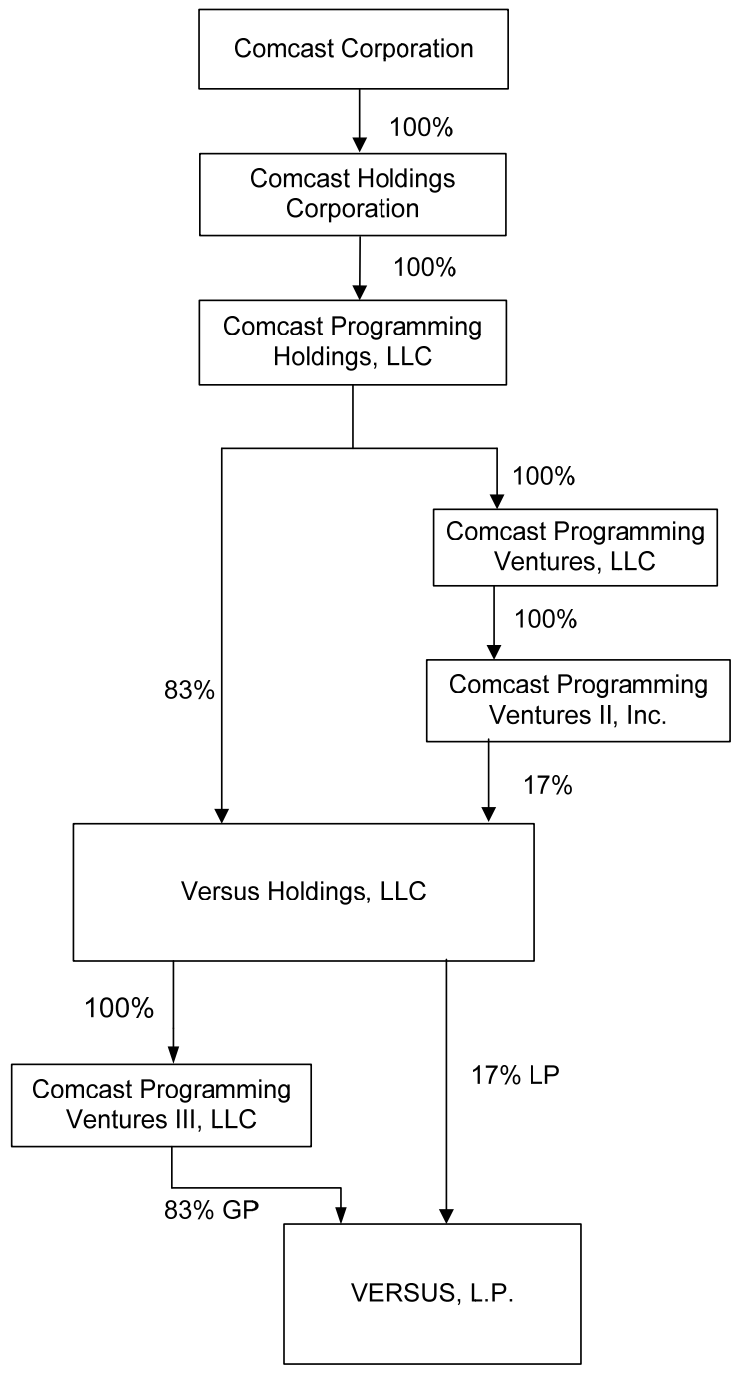 Comcast Corporation
100%
Comcast Holdings
Corporation
100%
Comcast Programming
Holdings, LLC
100%
Comcast Programming
Ventures, LLC
100%
83%
Comcast Programming
Ventures II, Inc.
17%
Versus Holdings, LLC
100%
17% LP
Comcast Programming
Ventures III, LLC
83% GP
VERSUS, L.P.